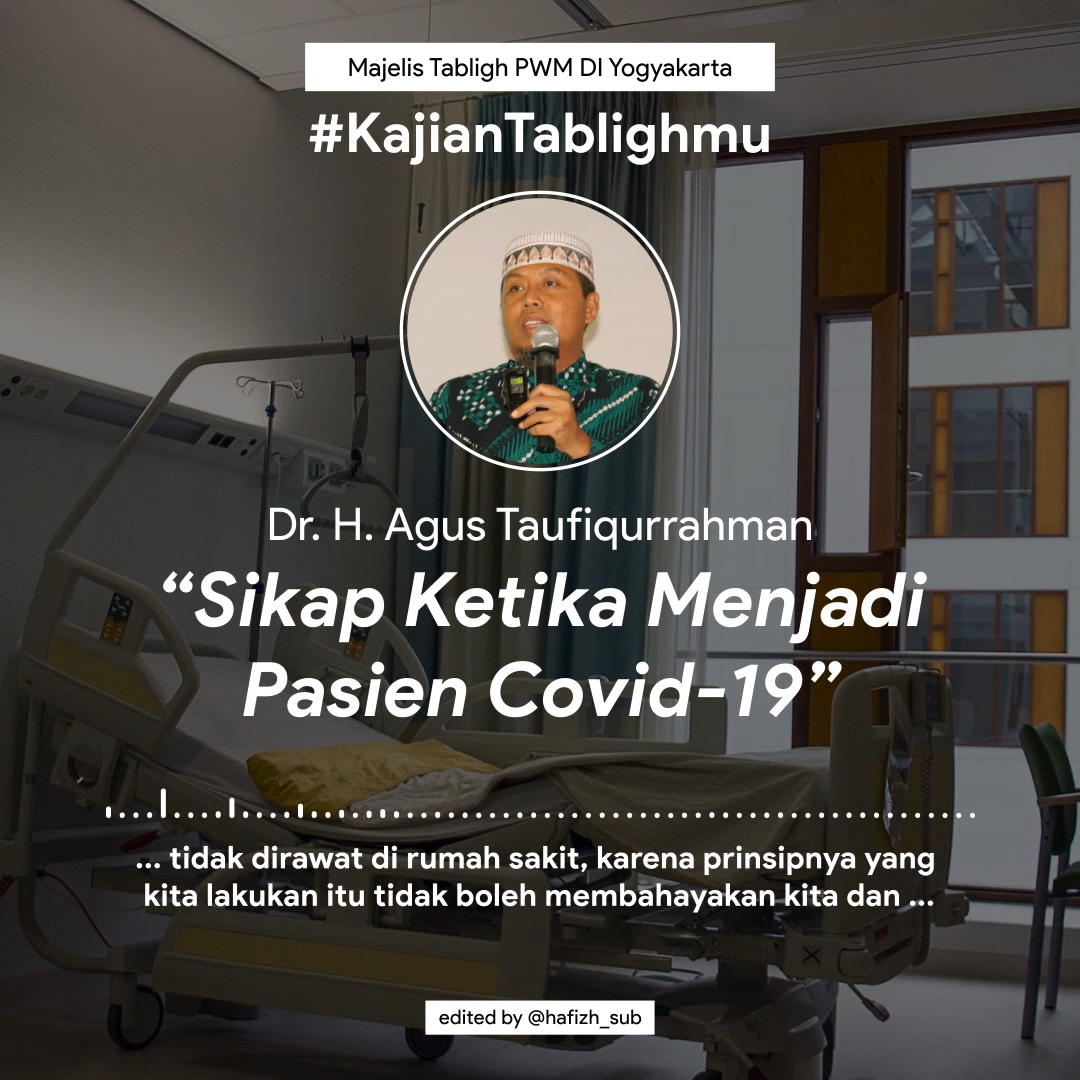 Majelis Tabligh PWM DI Yogyakarta
#KajianTablighmu
Dr. H. Agus Taufiqurrahman
“Sikap Ketika Menjadi
Pasien Covid-19”
... tidak dirawat di rumah sakit, karena prinsipnya yang
kita lakukan itu tidak boleh membahayakan kita dan ...
edited by @hafizh_sub